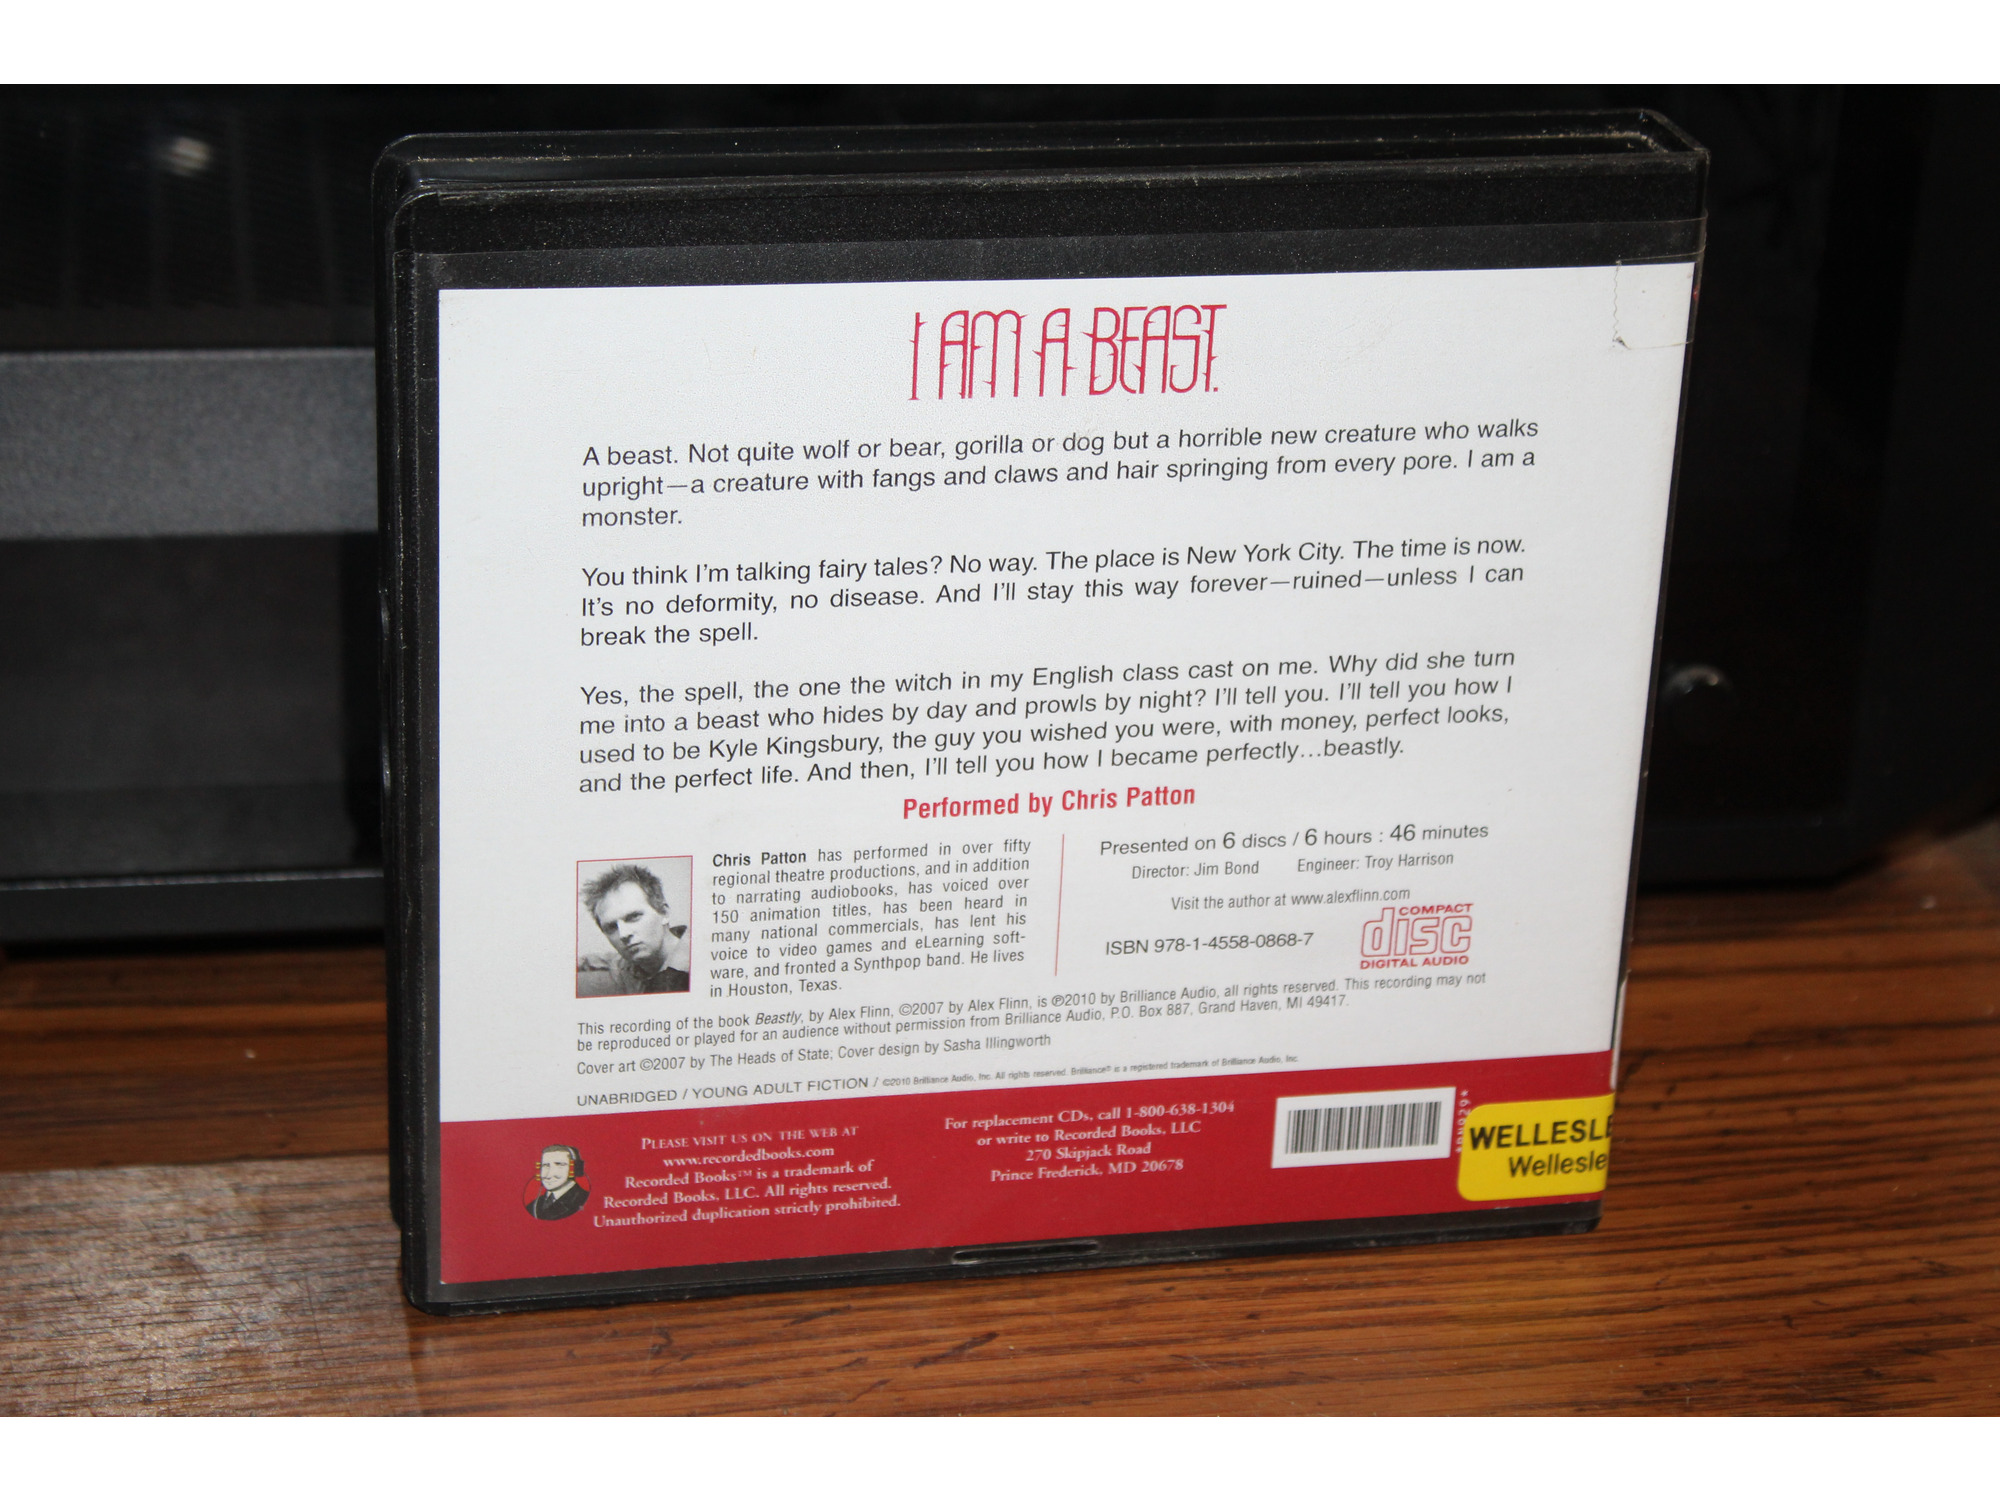 I AM A BEAST.
A beast. Not quite wolf or bear, gorilla or dog but a horrible new creature who walks
upright—a creature with fangs and claws and hair springing from every pore. I am a
monster.
You think I'm talking fairy tales? No way. The place is New York City. The time is now.
It's no deformity, no disease. And I'll stay this way forever—ruined—unless I can
break the spell.
Yes, the spell, the one the witch in my English class cast on me. Why did she turn
me into a beast who hides by day and prowls by night? I'll tell you. I'll tell you how I
used to be Kyle Kingsbury, the guy you wished you were, with money, perfect looks,
and the perfect life. And then, I'll tell you how I became perfectly...beastly.
Performed by Chris Patton
Chris Patton has performed in over fifty
regional theatre productions, and in addition
to narrating audiobooks, has voiced over
150 animation titles, has been heard in
many national commercials, has lent his
voice to video games and eLearning soft-
ware, and fronted a Synthpop band. He lives
in Houston, Texas.
Presented on 6 discs / 6 hours : 46 minutes
Director: Jim Bond Engineer: Troy Harrison
Visit the author at www.alexflinn.com
ISBN 978-1-4558-0868-7
COMPACT
disc
DIGITAL AUDIO
This recording of the book Beastly, by Alex Flinn, ©2007 by Alex Flinn, is ℗2010 by Brilliance Audio, all rights reserved. This recording may not
be reproduced or played for an audience without permission from Brilliance Audio, P.O. Box 887, Grand Haven, MI 49417.
Cover art ©2007 by The Heads of State; Cover design by Sasha Illingworth
UNABRIDGED / YOUNG ADULT FICTION / ©2010 Brilliance Audio, Inc. All rights reserved. Brilliance® is a registered trademark of Brilliance Audio, Inc.
PLEASE VISIT US ON THE WEB AT
www.recordedbooks.com
Recorded Books™ is a trademark of
Recorded Books, LLC. All rights reserved.
Unauthorized duplication strictly prohibited.
For replacement CDs, call 1-800-638-1304
or write to Recorded Books, LLC
270 Skipjack Road
Prince Frederick, MD 20678
WELLESLE
Wellesle